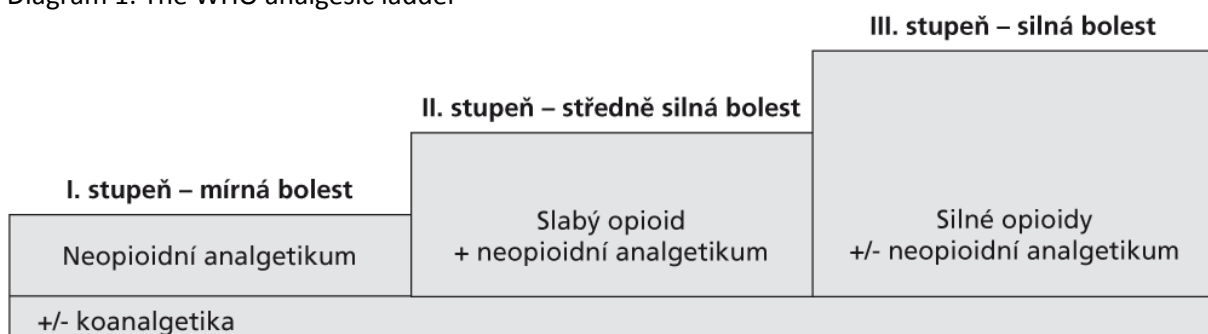 Diagram 1: The WHO analgesic ladder
III. stupeň – silná bolest
II. stupeň – středně silná bolest
I. stupeň – mírná bolest
Neopioidní analgetikum
Slabý opioid
+ neopioidní analgetikum
Silné opioidy
+/- neopioidní analgetikum
+/- koanalgetika